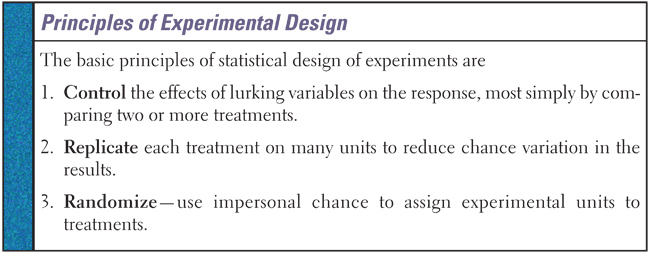 Principles of Experimental Design
The basic principles of statistical design of experiments are
1. Control the effects of lurking variables on the response, most simply by com-
paring two or more treatments.
2. Replicate each treatment on many units to reduce chance variation in the
results.
3. Randomize—use impersonal chance to assign experimental units to
treatments.